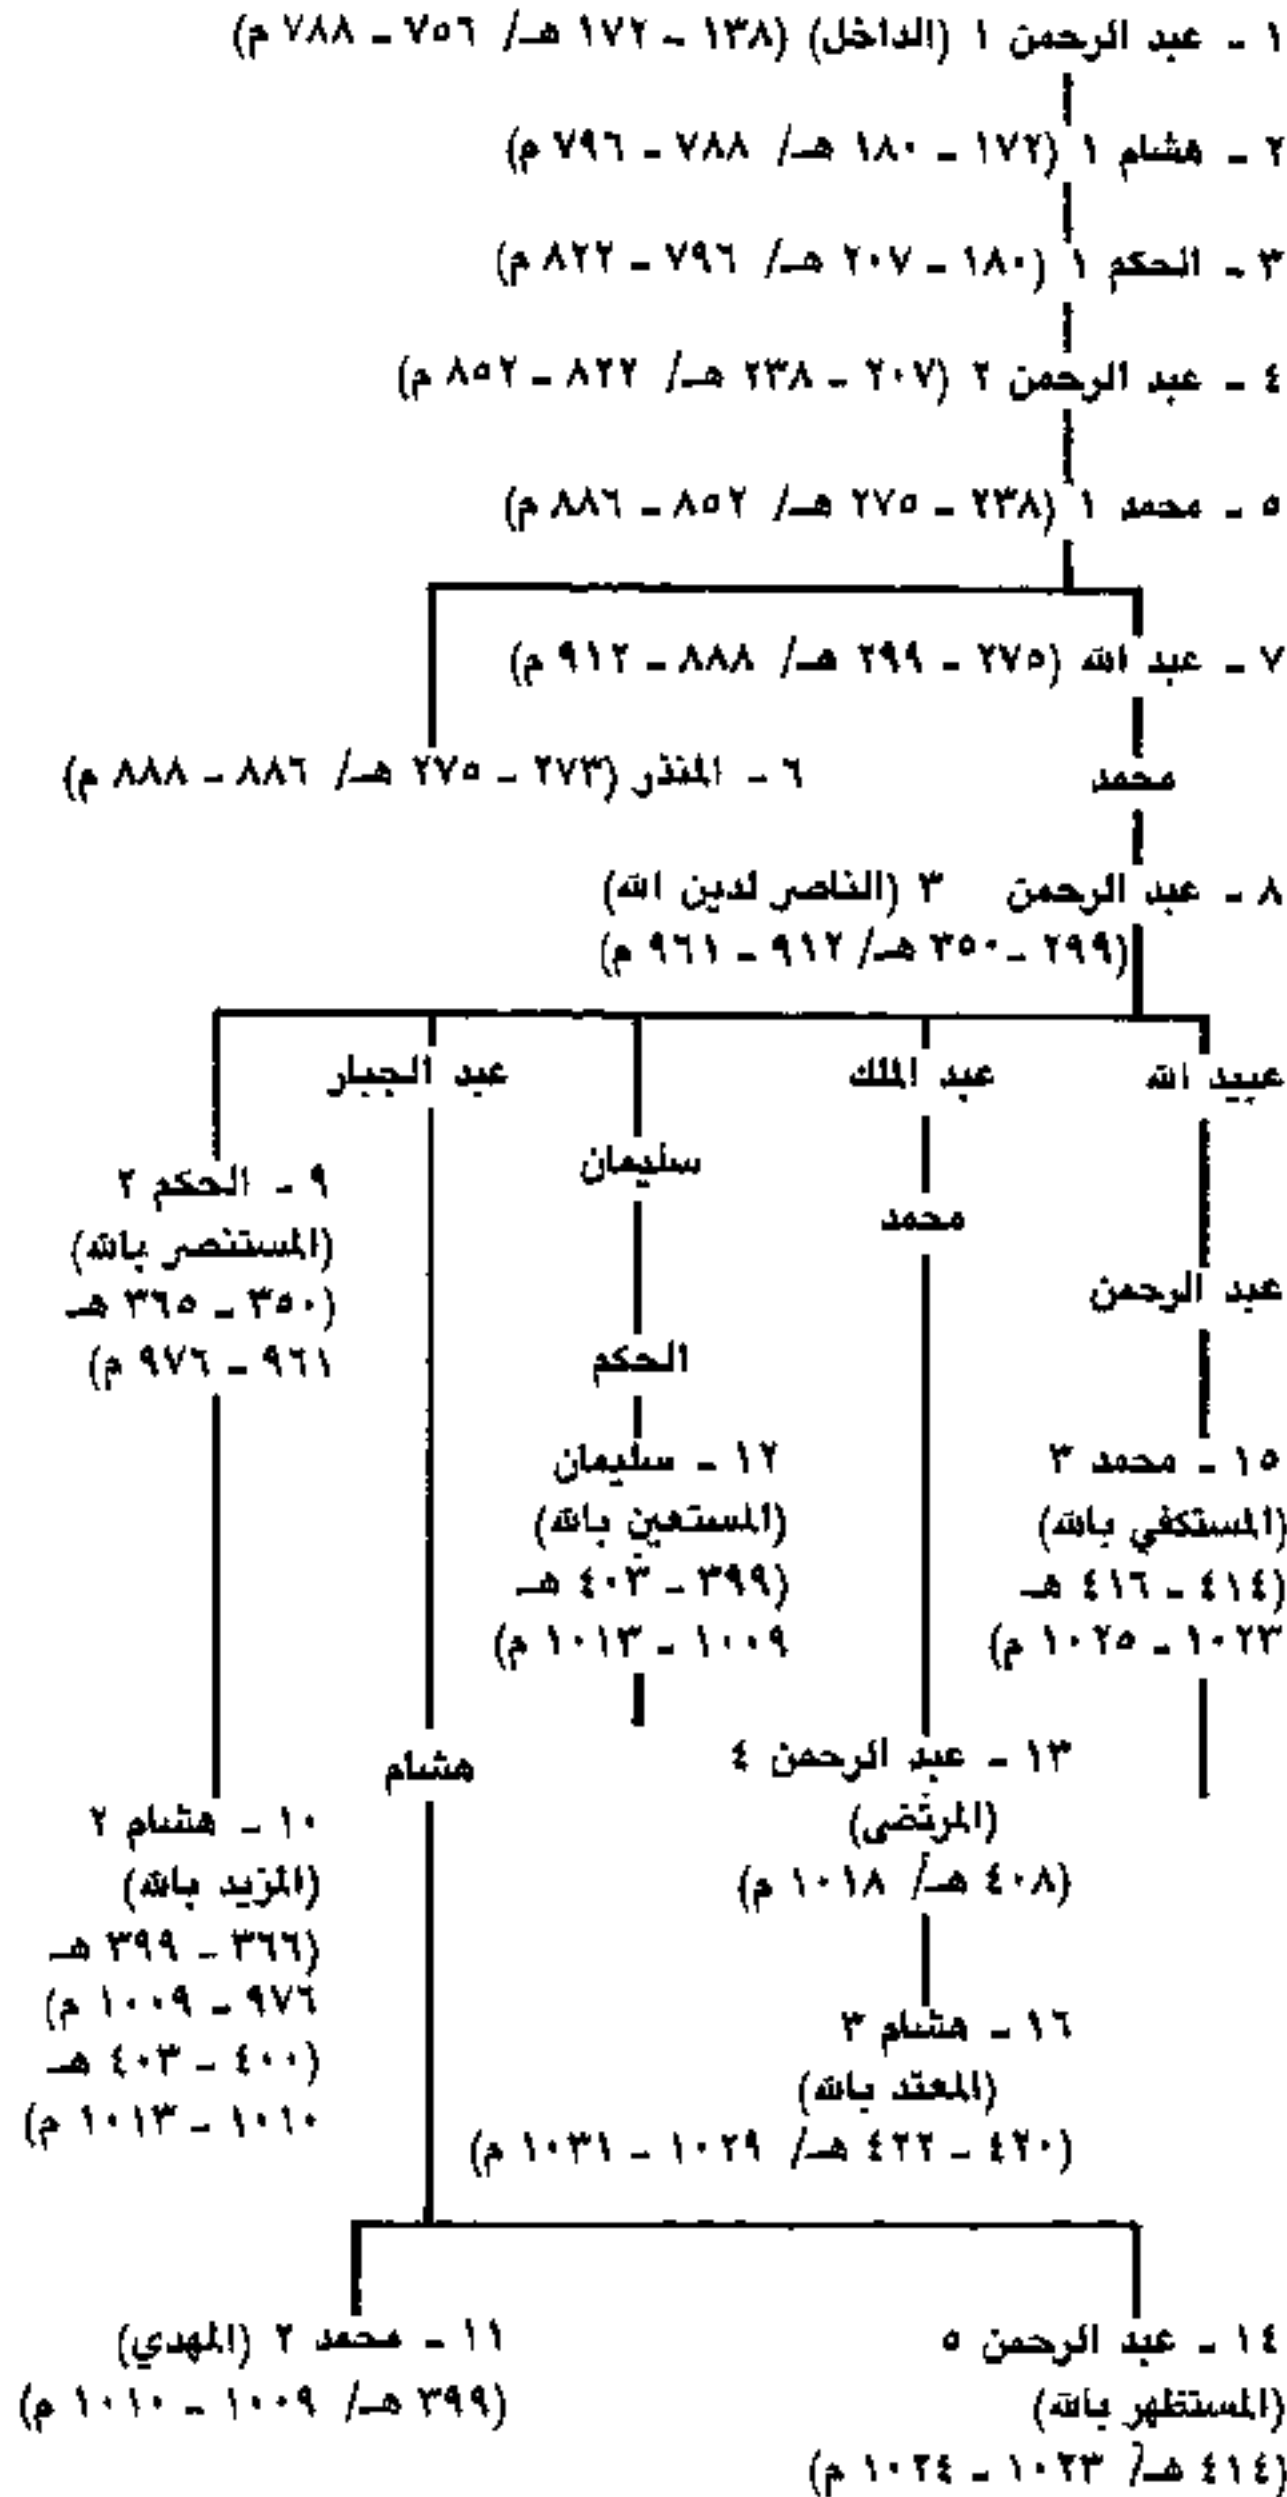 ١ ـ عبد الرحمن ١ (الداخل) (١٣٨ ـ ١٧٢ هـ/ ٧٥٦ ـ ٧٨٨ م)
٢ ـ هشام ١ (١٧٢ ـ ١٨٠ هـ/ ٧٨٨ ـ ٧٩٦ م)
٣ ـ الحكم ١ (١٨٠ ـ ٢٠٧ هـ/ ٧٩٦ ـ ٨٢٢ م)
٤ ـ عبد الرحمن ٢ (٢٠٧ ـ ٢٣٨ هـ/ ٨٢٢ ـ ٨٥٢ م)
٥ ـ محمد ١ (٢٣٨ ـ ٢٧٥ هـ/ ٨٥٢ ـ ٨٨٦ م)
٧ ـ عبد الله (٢٧٥ ـ ٢٩٩ هـ/ ٨٨٨ ـ ٩١٢ م)
محمد
٦ ـ المنذر (٢٧٣ ـ ٢٧٥ هـ/ ٨٨٦ ـ ٨٨٨ م)
٨ ـ عبد الرحمن ٣ (الناصر لدين الله)
(٢٩٩ ـ ٣٥٠ هـ/ ٩١٢ ـ ٩٦١ م)
عبيد الله
عبد الملك
عبد الجبار
سليمان
٩ ـ الحكم ٢
(المستنصر بالله)
(٣٥٠ ـ ٣٦٥ هـ
٩٦١ ـ ٩٧٦ م)
محمد
عبد الرحمن
الحكم
١٥ ـ محمد ٣
(المستكفي بالله)
(٤١٤ ـ ٤١٦ هـ
١٠٢٣ ـ ١٠٢٥ م)
١٢ ـ سليمان
(المستعين بالله)
(٣٩٩ ـ ٤٠٣ هـ
١٠٠٩ ـ ١٠١٣ م)
١٣ ـ عبد الرحمن ٤
(المرتضى)
(٤٠٨ هـ/ ١٠١٨ م)
هشام
١٠ ـ هشام ٢
(المزيد بالله)
(٣٦٦ ـ ٣٩٩ هـ
٩٧٦ ـ ١٠٠٩ م)
(٤٠٠ ـ ٤٠٣ هـ
١٠١٠ ـ ١٠١٣ م)
١٦ ـ هشام ٣
(المعتد بالله)
(٤٢٠ ـ ٤٢٢ هـ/ ١٠٢٩ ـ ١٠٣١ م)
١٤ ـ عبد الرحمن ٥
(المستظهر بالله)
(٤١٤ هـ/ ١٠٢٣ ـ ١٠٢٤ م)
١١ ـ محمد ٢ (المهدي)
(٣٩٩ هـ/ ١٠٠٩ ـ ١٠١٠ م)